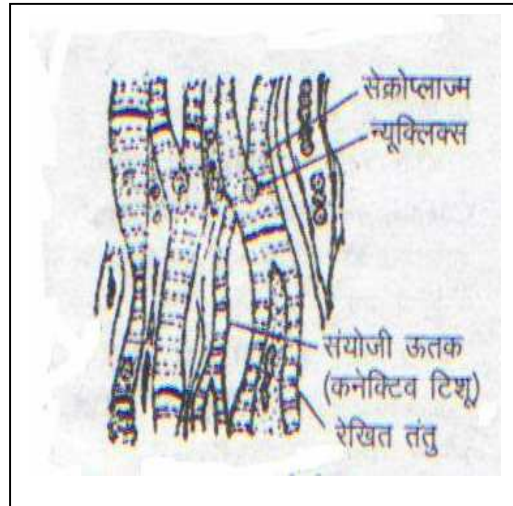 सेक्रोप्लाज्म
न्यूक्लिक्स
संयोजी ऊतक
(कनेक्टिव टिशू)
रेखित तंतु